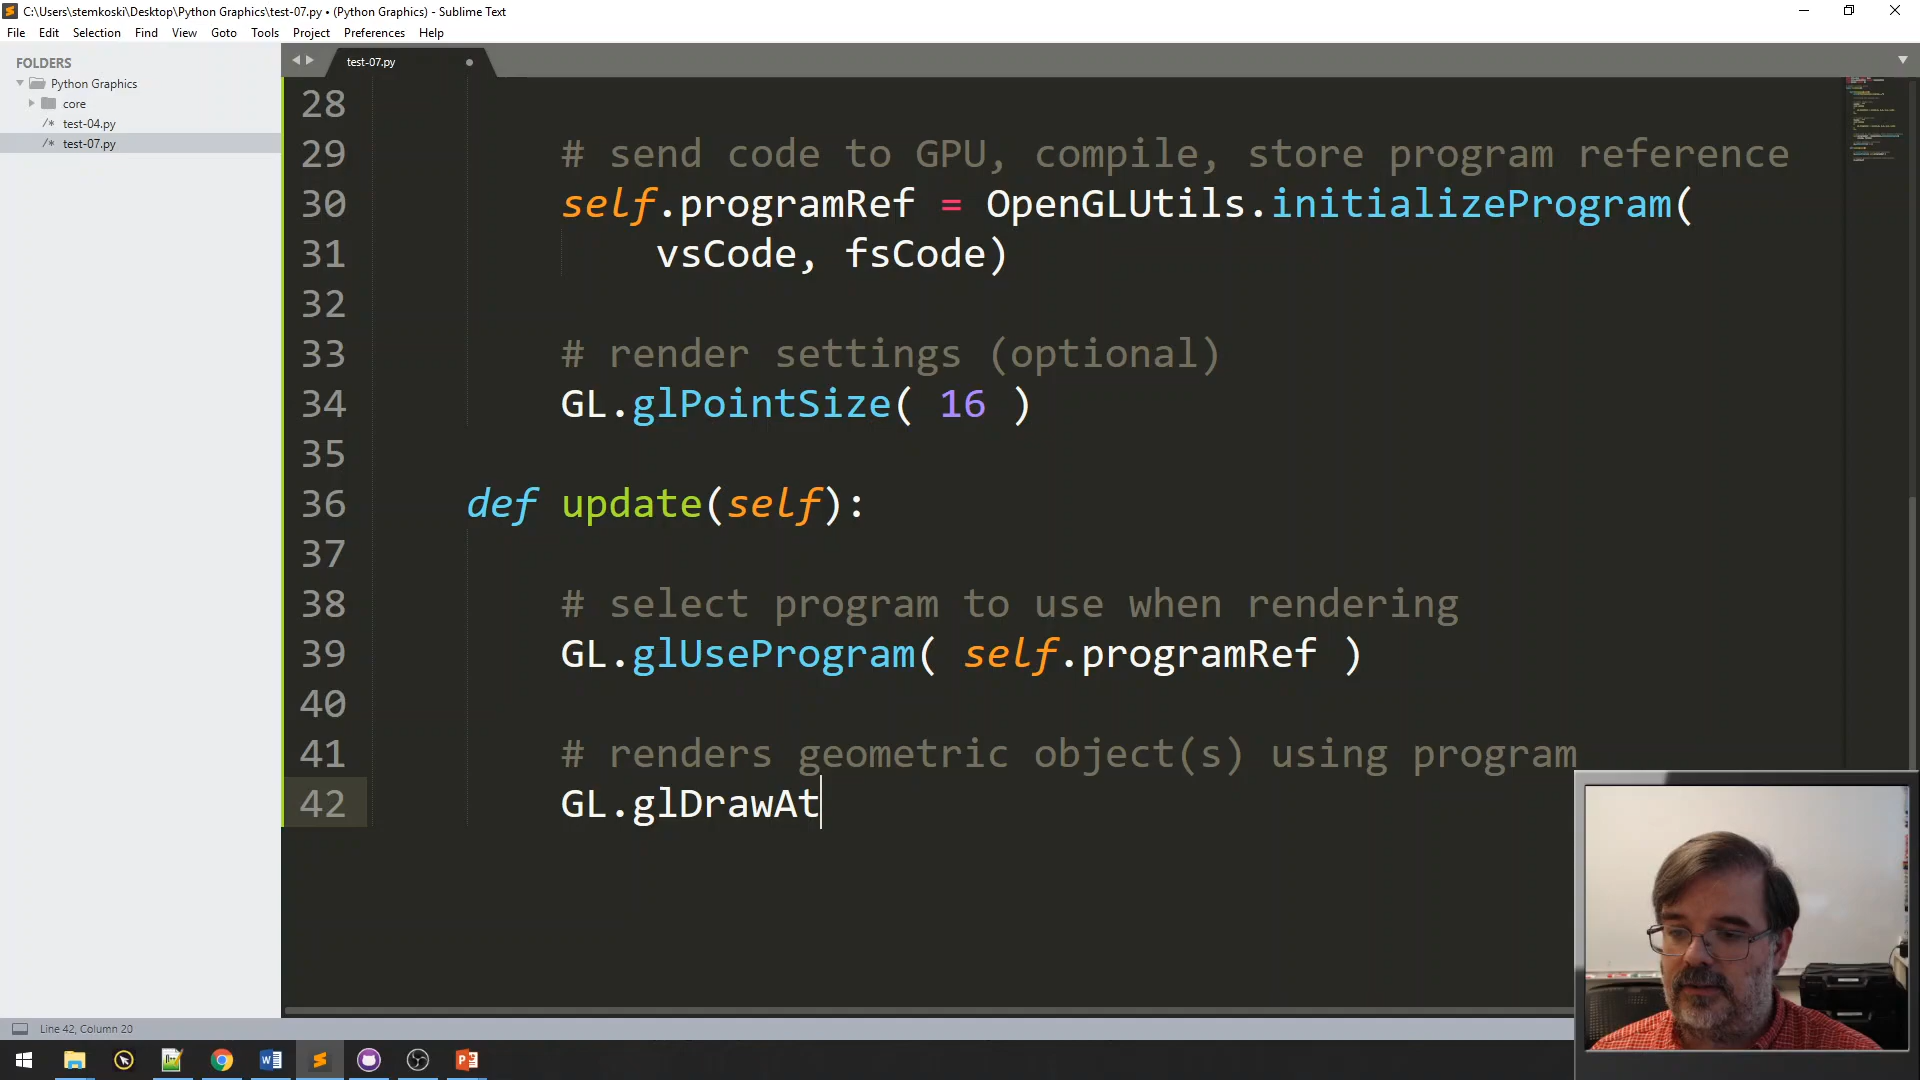 C:\Users\stemkoski\Desktop\Python Graphics\test-07.py • (Python Graphics) - Sublime Text
File Edit Selection Find View Goto Tools Project Preferences Help
FOLDERS
Python Graphics
core
/* test-04.py
/* test-07.py
test-07.py
28
29 # send code to GPU, compile, store program reference
30 self.programRef = OpenGLUtils.initializeProgram(
31 vsCode, fsCode)
32
33 # render settings (optional)
34 GL.glPointSize( 16 )
35
36 def update(self):
37
38 # select program to use when rendering
39 GL.glUseProgram( self.programRef )
40
41 # renders geometric object(s) using program
42 GL.glDrawAt
Line 42, Column 20